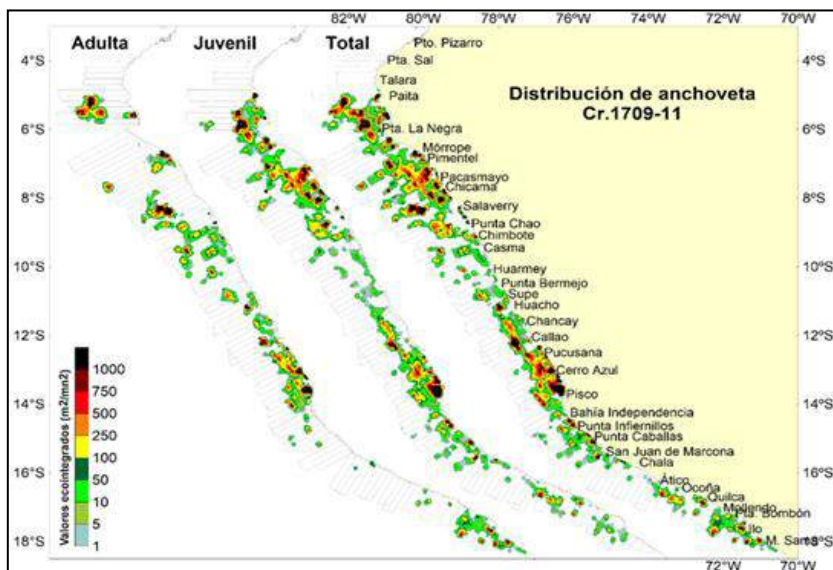 82°W 80°W 78°W 76°W 74°W 72°W 70°W
Adulta Juvenil Total
Distribución de anchoveta
Cr.1709-11
4°S
6°S
8°S
10°S
12°S
14°S
16°S
18°S
Pto. Pizarro
Pta. Sal
Talara
Paita
Pta. La Negra
Mórrope
Pimentel
Pacasmayo
Chicama
Salaverry
Punta Chao
Chimbote
Casma
Huarmey
Punta Bermejo
Supe
Huacho
Chancay
Callao
Pucusana
Cerro Azul
Pisco
Bahía Independencia
Punta Infiernillos
Punta Caballas
San Juan de Marcona
Chala
Ático
Ocoña
Quilca
Mollendo
Pta. Bombón
Ilo
M. Sama
Valores ecointegrados (m2/mn2)
1000
750
500
250
100
50
10
5
1
4°S
6°S
8°S
10°S
12°S
14°S
16°S
18°S
72°W 70°W